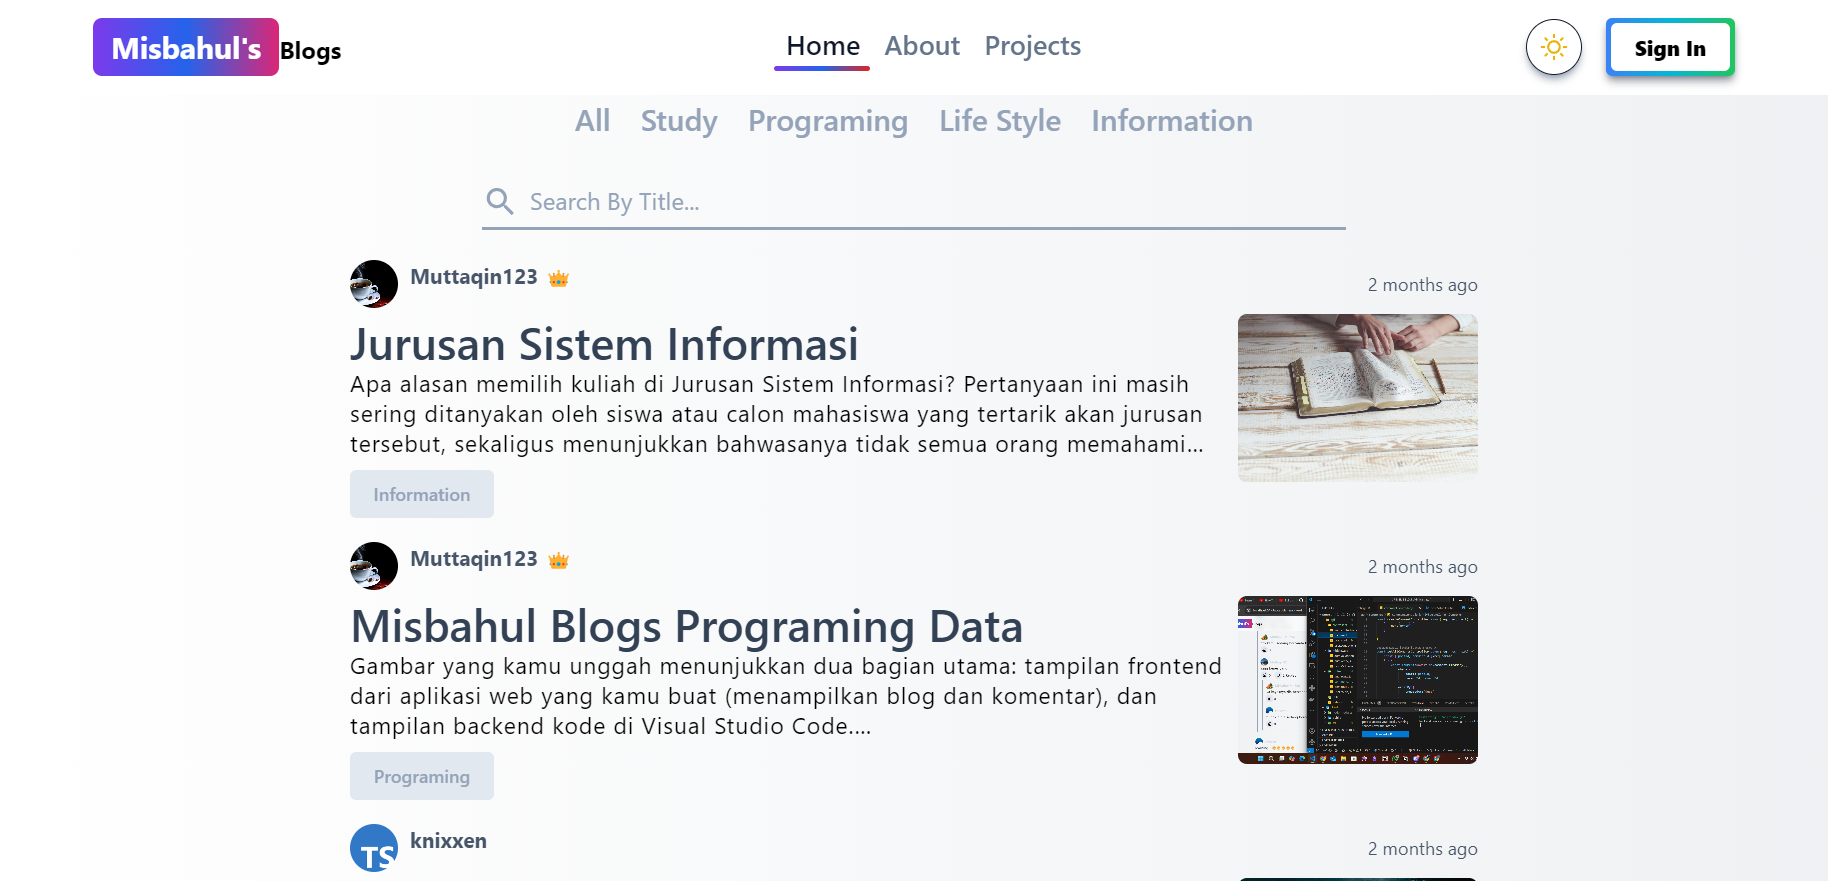 Misbahul's Blogs
Home About Projects
Sign In
All Study Programing Life Style Information
Search By Title...
Muttaqin123
2 months ago
Jurusan Sistem Informasi
Apa alasan memilih kuliah di Jurusan Sistem Informasi? Pertanyaan ini masih
sering ditanyakan oleh siswa atau calon mahasiswa yang tertarik akan jurusan
tersebut, sekaligus menunjukkan bahwasanya tidak semua orang memahami...
Information
Muttaqin123
2 months ago
Misbahul Blogs Programing Data
Gambar yang kamu unggah menunjukkan dua bagian utama: tampilan frontend
dari aplikasi web yang kamu buat (menampilkan blog dan komentar), dan
tampilan backend kode di Visual Studio Code....
Programing
TS
knixxen
2 months ago